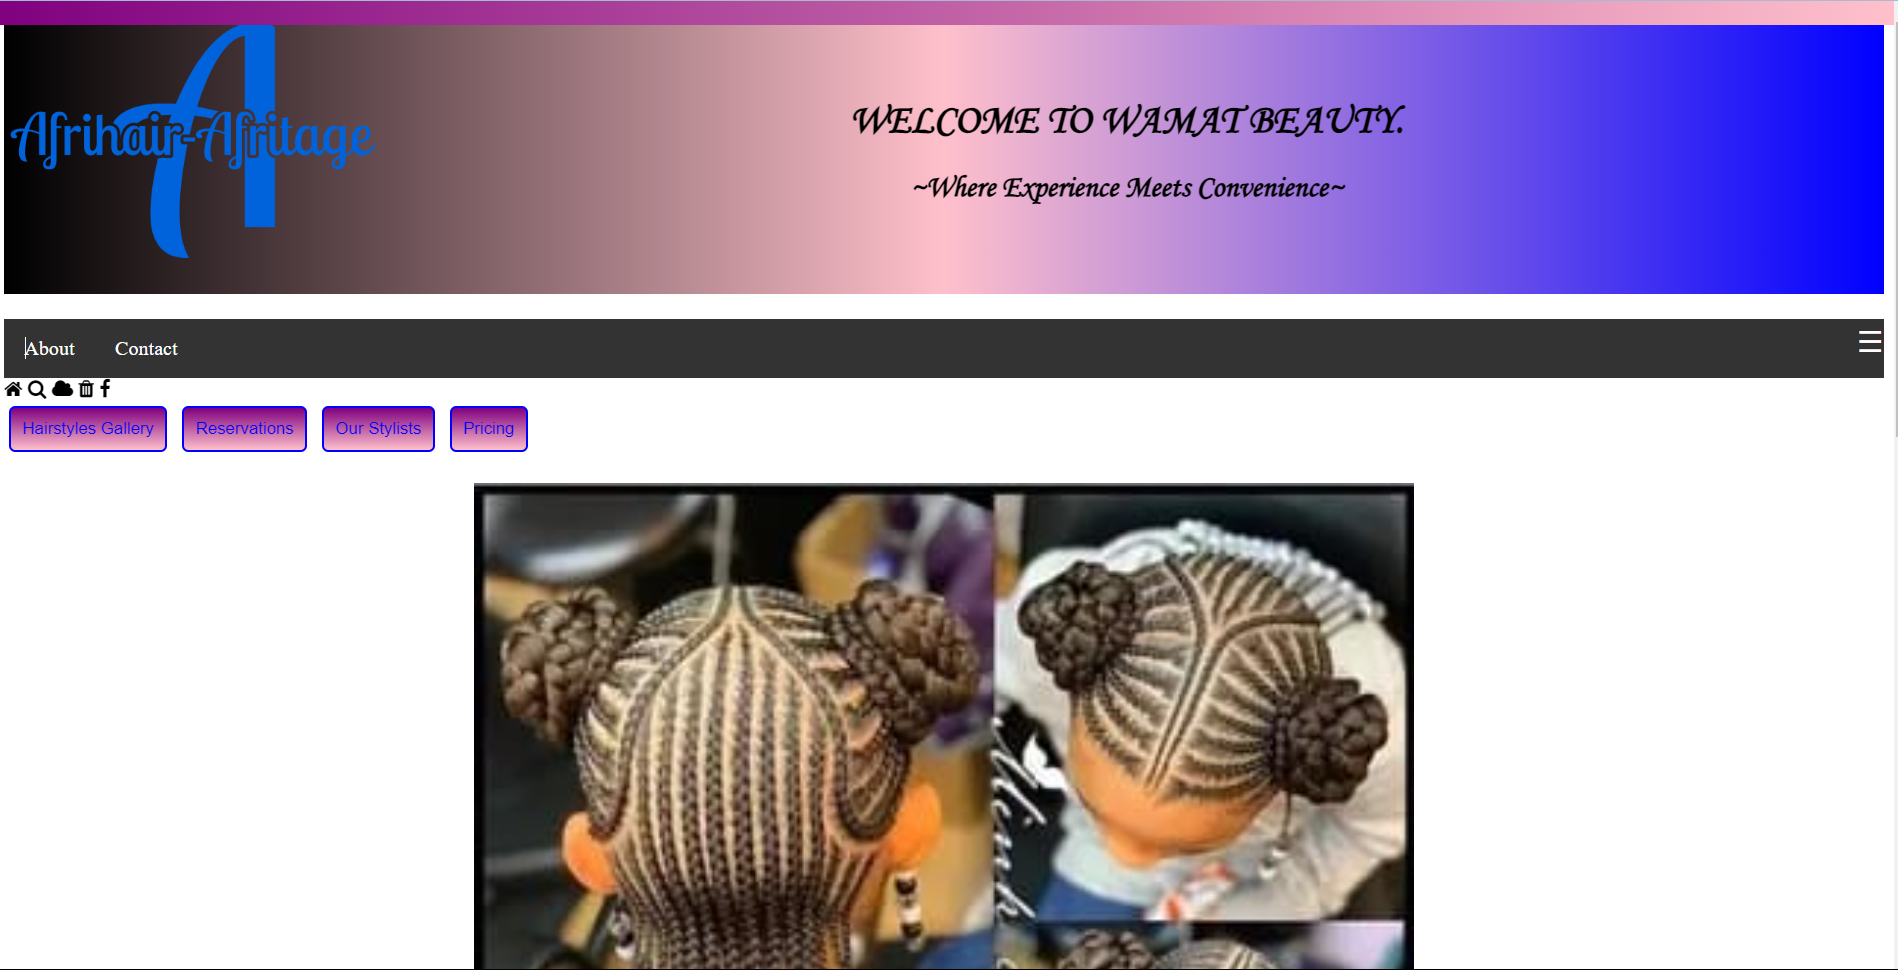 Afrihair-Afritage
WELCOME TO WAMAT BEAUTY.
~Where Experience Meets Convenience~
About Contact
Hairstyles Gallery Reservations Our Stylists Pricing